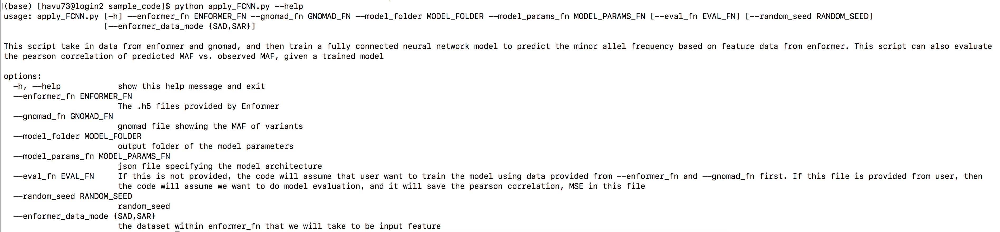 (base) [havu73@login2 sample_code]$ python apply_FCNN.py --help
usage: apply_FCNN.py [-h] --enformer_fn ENFORMER_FN --gnomad_fn GNOMAD_FN --model_folder MODEL_FOLDER --model_params_fn MODEL_PARAMS_FN [--eval_fn EVAL_FN] [--random_seed RANDOM_SEED]
[--enformer_data_mode {SAD,SAR}]
This script take in data from enformer and gnomad, and then train a fully connected neural network model to predict the minor allel frequency based on feature data from enformer. This script can also evaluate
the pearson correlation of predicted MAF vs. observed MAF, given a trained model
options:
-h, --help show this help message and exit
--enformer_fn ENFORMER_FN
The .h5 files provided by Enformer
--gnomad_fn GNOMAD_FN
gnomad file showing the MAF of variants
--model_folder MODEL_FOLDER
output folder of the model parameters
--model_params_fn MODEL_PARAMS_FN
json file specifying the model architecture
--eval_fn EVAL_FN If this is not provided, the code will assume that user want to train the model using data provided from --enformer_fn and --gnomad_fn first. If this file is provided from user, then
the code will assume we want to do model evaluation, and it will save the pearson correlation, MSE in this file
--random_seed RANDOM_SEED
random_seed
--enformer_data_mode {SAD,SAR}
the dataset within enformer_fn that we will take to be input feature